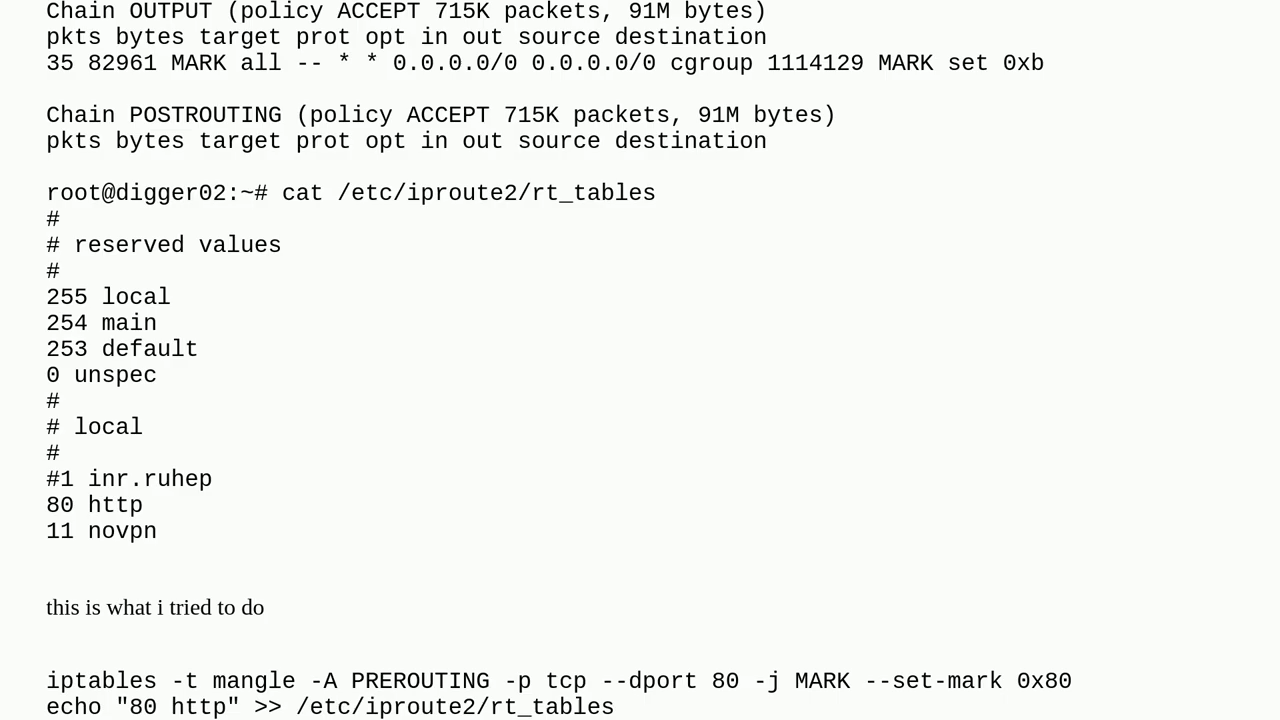 Chain OUTPUT (policy ACCEPT 715K packets, 91M bytes)
pkts bytes target prot opt in out source destination
35 82961 MARK all -- * * 0.0.0.0/0 0.0.0.0/0 cgroup 1114129 MARK set 0xb
Chain POSTROUTING (policy ACCEPT 715K packets, 91M bytes)
pkts bytes target prot opt in out source destination
root@digger02:~# cat /etc/iproute2/rt_tables
#
# reserved values
#
255 local
254 main
253 default
0 unspec
#
# local
#
#1 inr.ruhep
80 http
11 novpn
this is what i tried to do
iptables -t mangle -A PREROUTING -p tcp --dport 80 -j MARK --set-mark 0x80
echo "80 http" >> /etc/iproute2/rt_tables